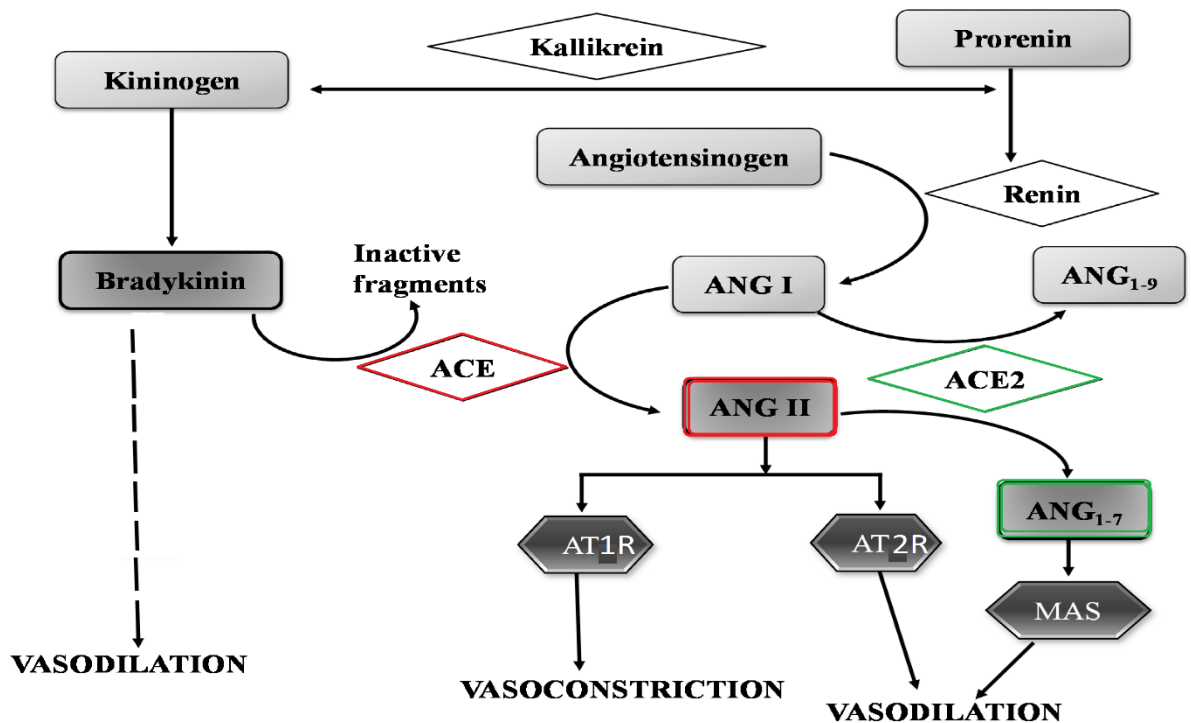 Kallikrein
Prorenin
Kininogen
Angiotensinogen
Renin
Inactive
fragments
Bradykinin
ANG I
ANG1-9
ACE
ACE2
ANG II
ANG1-7
AT1R
AT2R
MAS
VASODILATION
VASOCONSTRICTION
VASODILATION